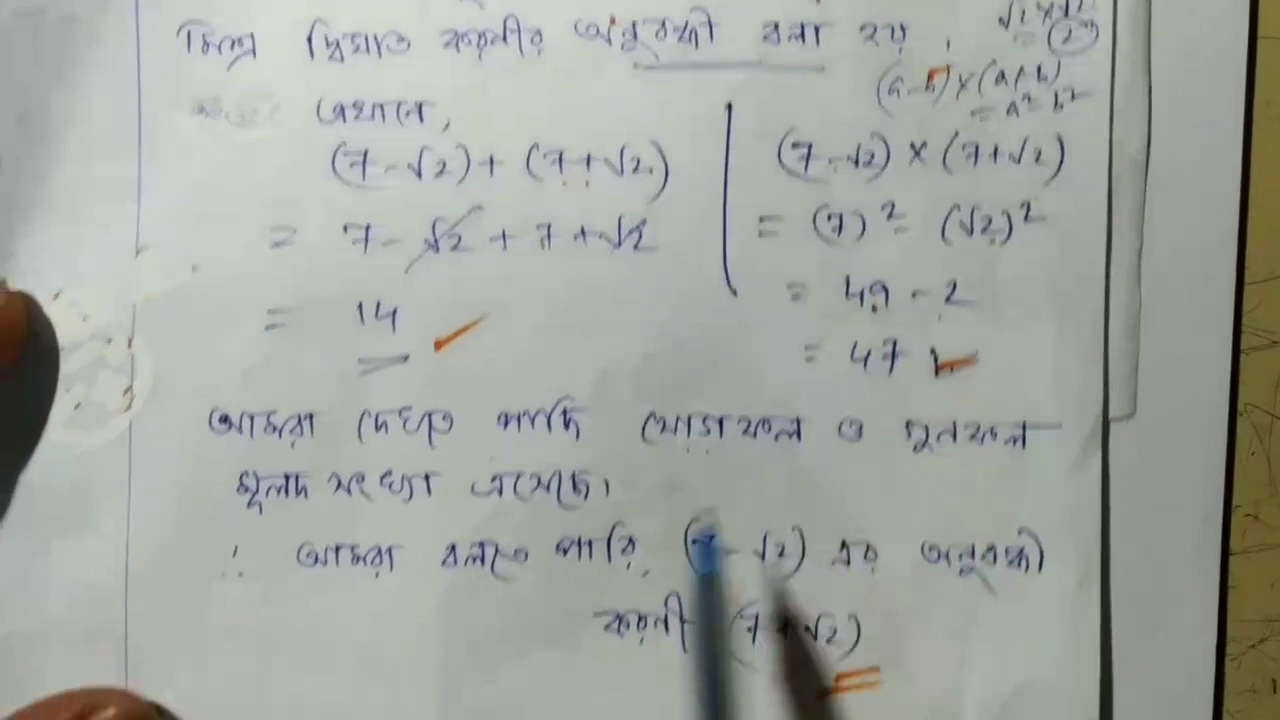 মিশ্র দ্বিঘাত করণীর অনুবন্ধী বলা হয়।
(a-b)×(a+b)
= a² - b²
এখানে,
(7-√2)+(7+√2)
= 7-√2+7+√2
= 14
(7-√2)×(7+√2)
= (7)² - (√2)²
= 49 - 2
= 47
আমরা দেখতে পাচ্ছি যোগফল ও গুনফল
মূলদ সংখ্যা এসেছে।
∴ আমরা বলতে পারি, (7-√2) এর অনুবন্ধী
করণী (7+√2)